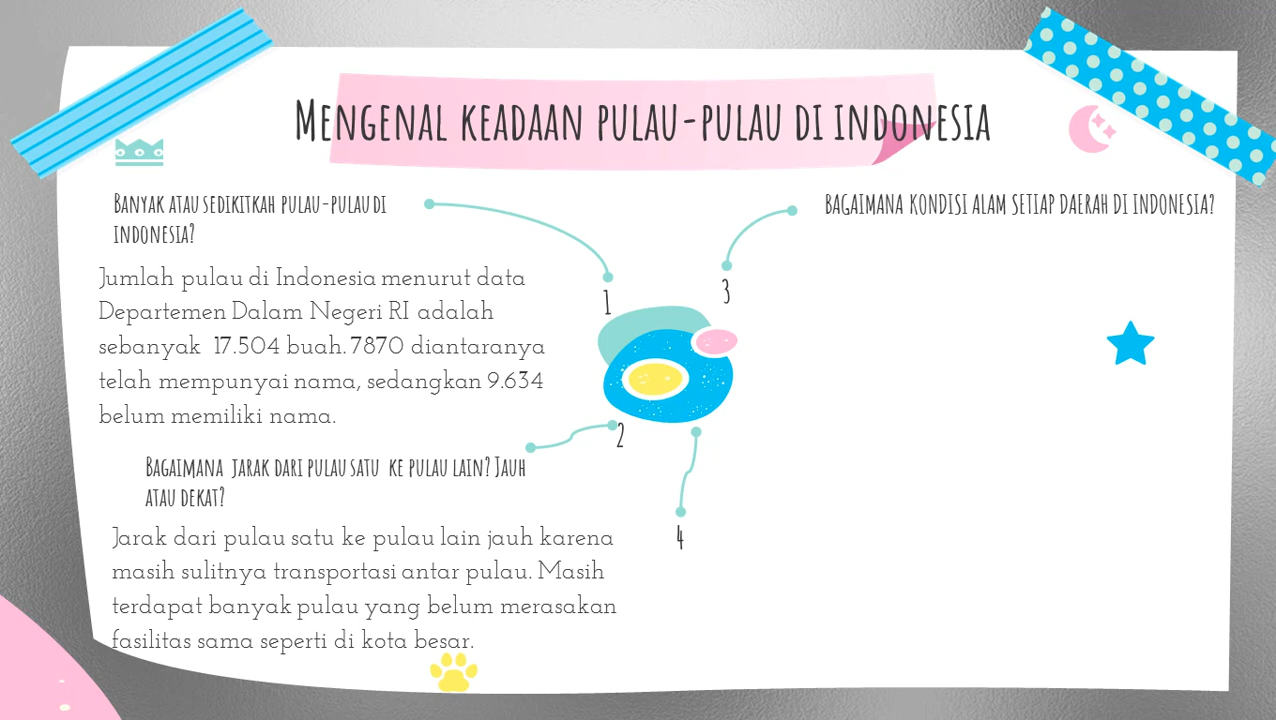 Mengenal keadaan pulau-pulau di indonesia
Banyak atau sedikitkah pulau-pulau di
indonesia?
Jumlah pulau di Indonesia menurut data
Departemen Dalam Negeri RI adalah
sebanyak 17.504 buah. 7870 diantaranya
telah mempunyai nama, sedangkan 9.634
belum memiliki nama.
1
2
Bagaimana jarak dari pulau satu ke pulau lain? Jauh
atau dekat?
Jarak dari pulau satu ke pulau lain jauh karena
masih sulitnya transportasi antar pulau. Masih
terdapat banyak pulau yang belum merasakan
fasilitas sama seperti di kota besar.
3
BAGAIMANA KONDISI ALAM SETIAP DAERAH DI INDONESIA?
4